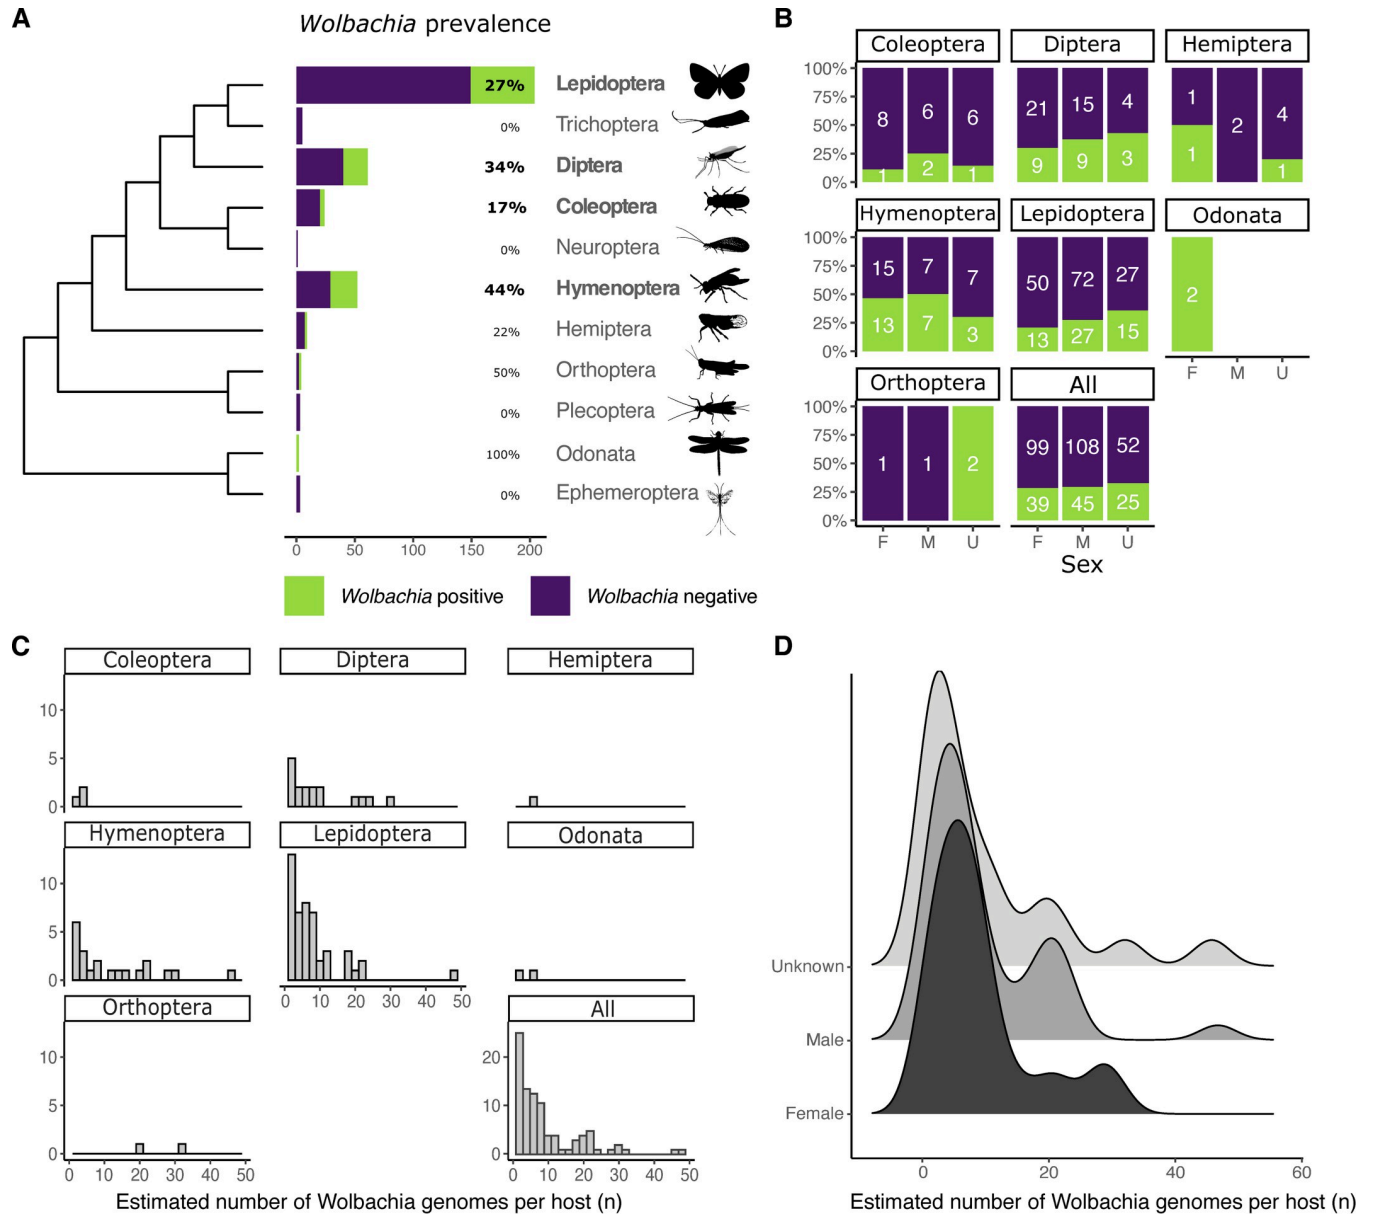 A
Wolbachia prevalence
27% Lepidoptera
0% Trichoptera
34% Diptera
17% Coleoptera
0% Neuroptera
44% Hymenoptera
22% Hemiptera
50% Orthoptera
0% Plecoptera
100% Odonata
0% Ephemeroptera
0 50 100 150 200
Wolbachia positive Wolbachia negative
B
Coleoptera Diptera Hemiptera
100%
75%
50%
25%
0%
8 6 6
1 2 1
21 15 4
9 9 3
1 2 4
1 1
Hymenoptera Lepidoptera Odonata
100%
75%
50%
25%
0%
15 7 7
13 7 3
50 72 27
13 27 15
2
F M U
Orthoptera All
100%
75%
50%
25%
0%
1 1 2
99 108 52
39 45 25
F M U F M U
Sex
C
Coleoptera Diptera Hemiptera
10
5
0
Hymenoptera Lepidoptera Odonata
10
5
0
0 10 20 30 40 50
Orthoptera All
10
5
0
20
10
0
0 10 20 30 40 50 0 10 20 30 40 50
Estimated number of Wolbachia genomes per host (n)
D
Unknown
Male
Female
0 20 40 60
Estimated number of Wolbachia genomes per host (n)